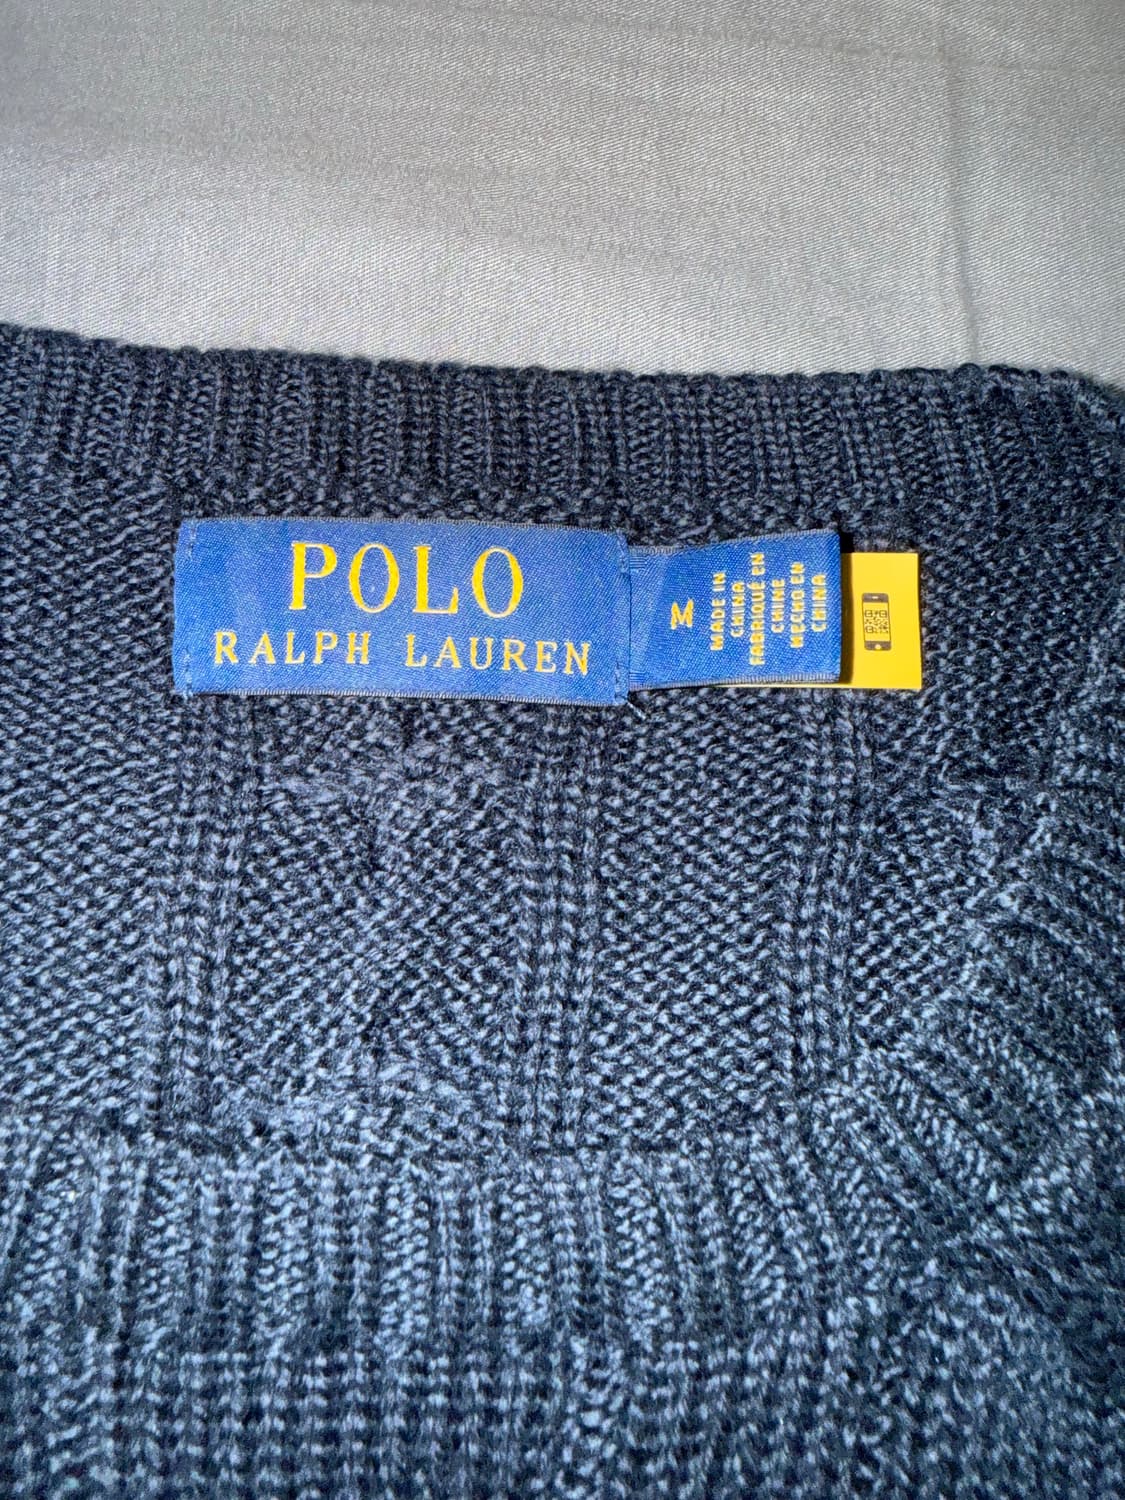 POLO
RALPH LAUREN
M
MADE IN
CHINA
FABRIQUÉ EN
CHINE
HECHO EN
CHINA